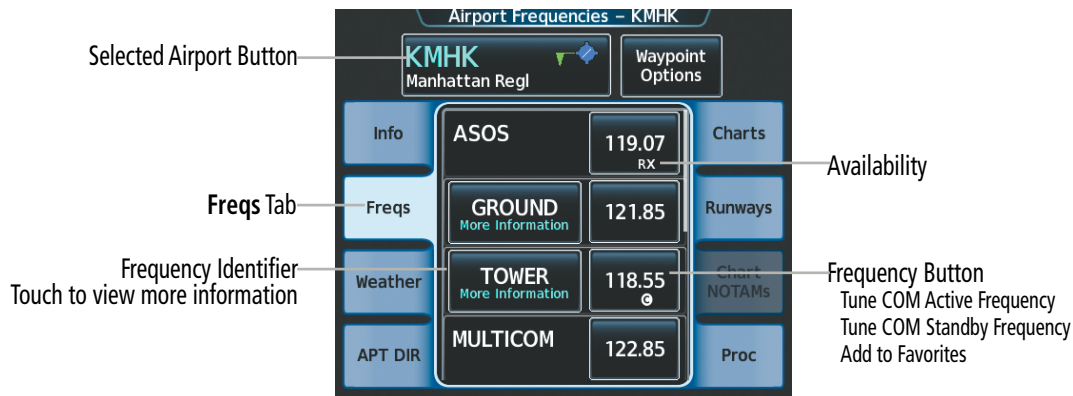 Airport Frequencies – KMHK
Selected Airport Button
KMHK
Manhattan Regl
Waypoint
Options
Info
ASOS
119.07
RX
Charts
Availability
Freqs Tab
Freqs
GROUND
More Information
121.85
Runways
Frequency Identifier
Touch to view more information
Weather
TOWER
More Information
118.55
C
Chart
NOTAMs
Frequency Button
Tune COM Active Frequency
Tune COM Standby Frequency
Add to Favorites
APT DIR
MULTICOM
122.85
Proc